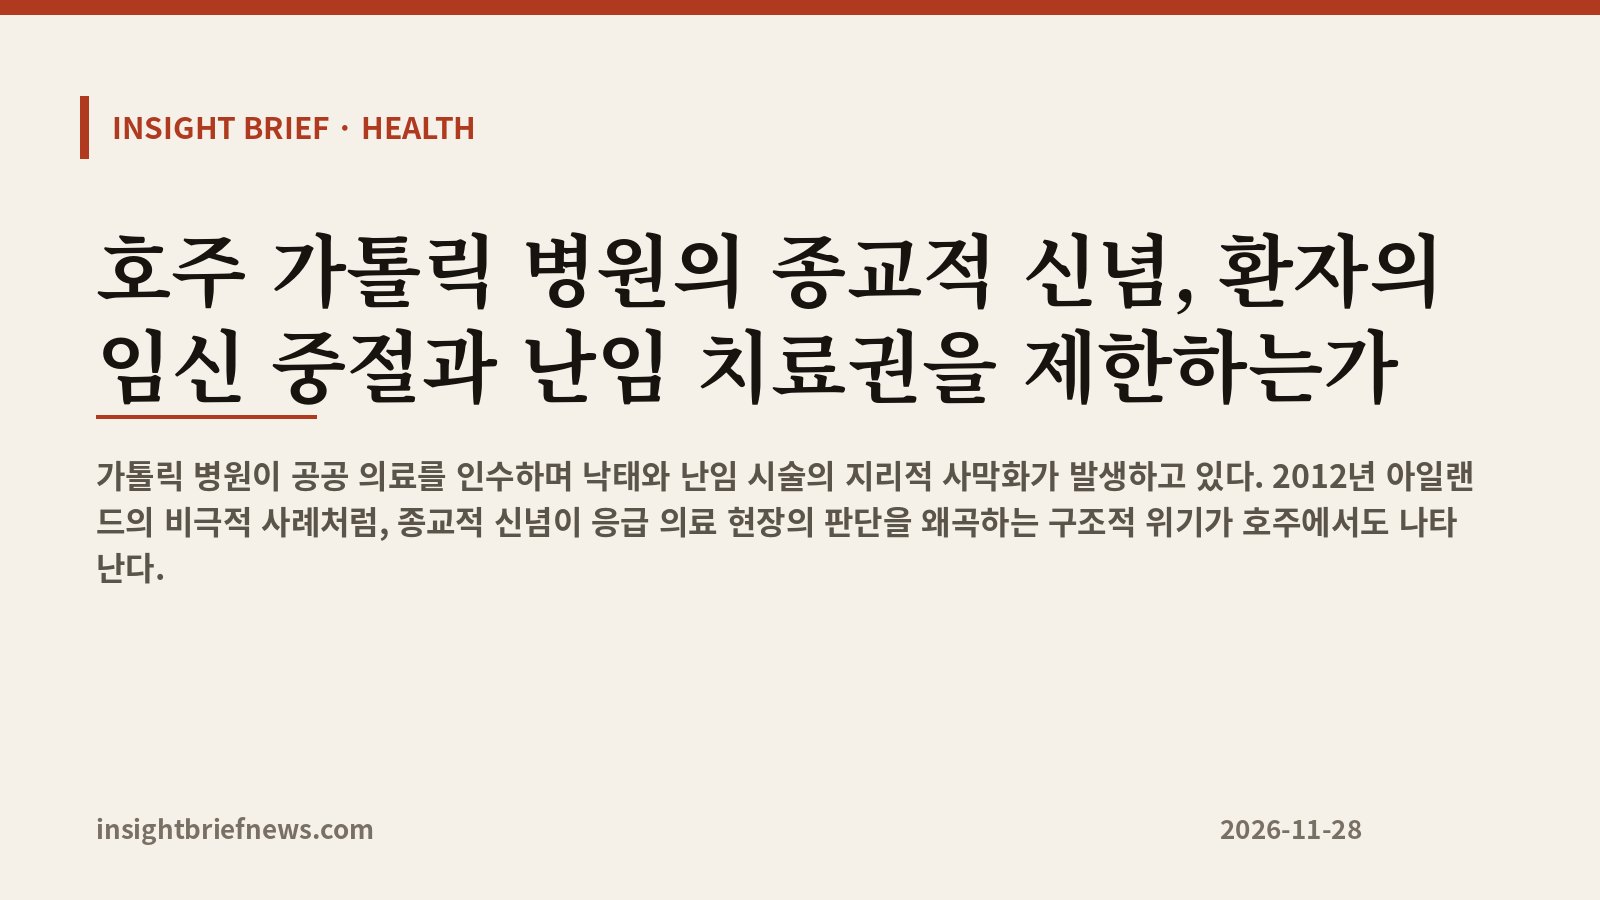 INSIGHT BRIEF · HEALTH
호주 가톨릭 병원의 종교적 신념, 환자의
임신 중절과 난임 치료권을 제한하는가
가톨릭 병원이 공공 의료를 인수하며 낙태와 난임 시술의 지리적 사막화가 발생하고 있다. 2012년 아일랜
드의 비극적 사례처럼, 종교적 신념이 응급 의료 현장의 판단을 왜곡하는 구조적 위기가 호주에서도 나타
난다.
insightbriefnews.com
2026-11-28